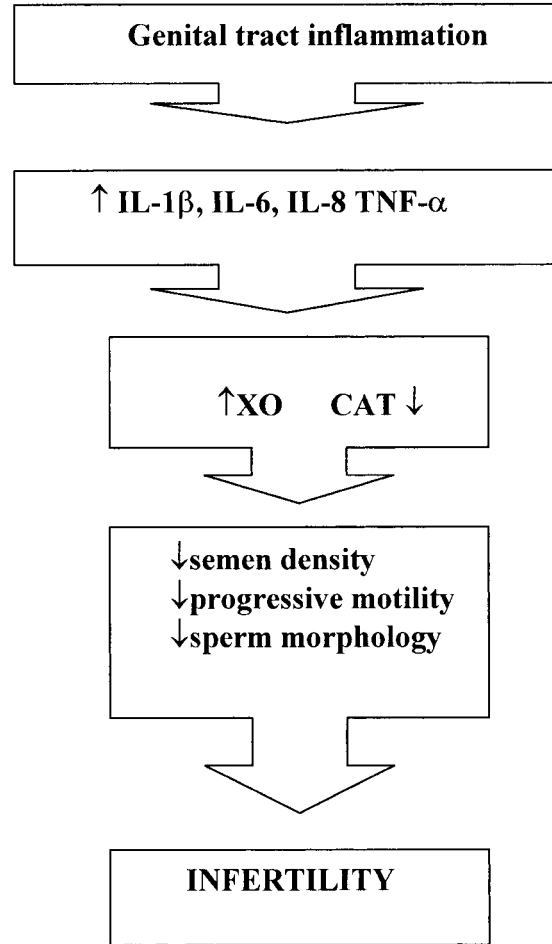 Genital tract inflammation
↑ IL-1β, IL-6, IL-8 TNF-α
↑XO CAT ↓
↓semen density
↓progressive motility
↓sperm morphology
INFERTILITY